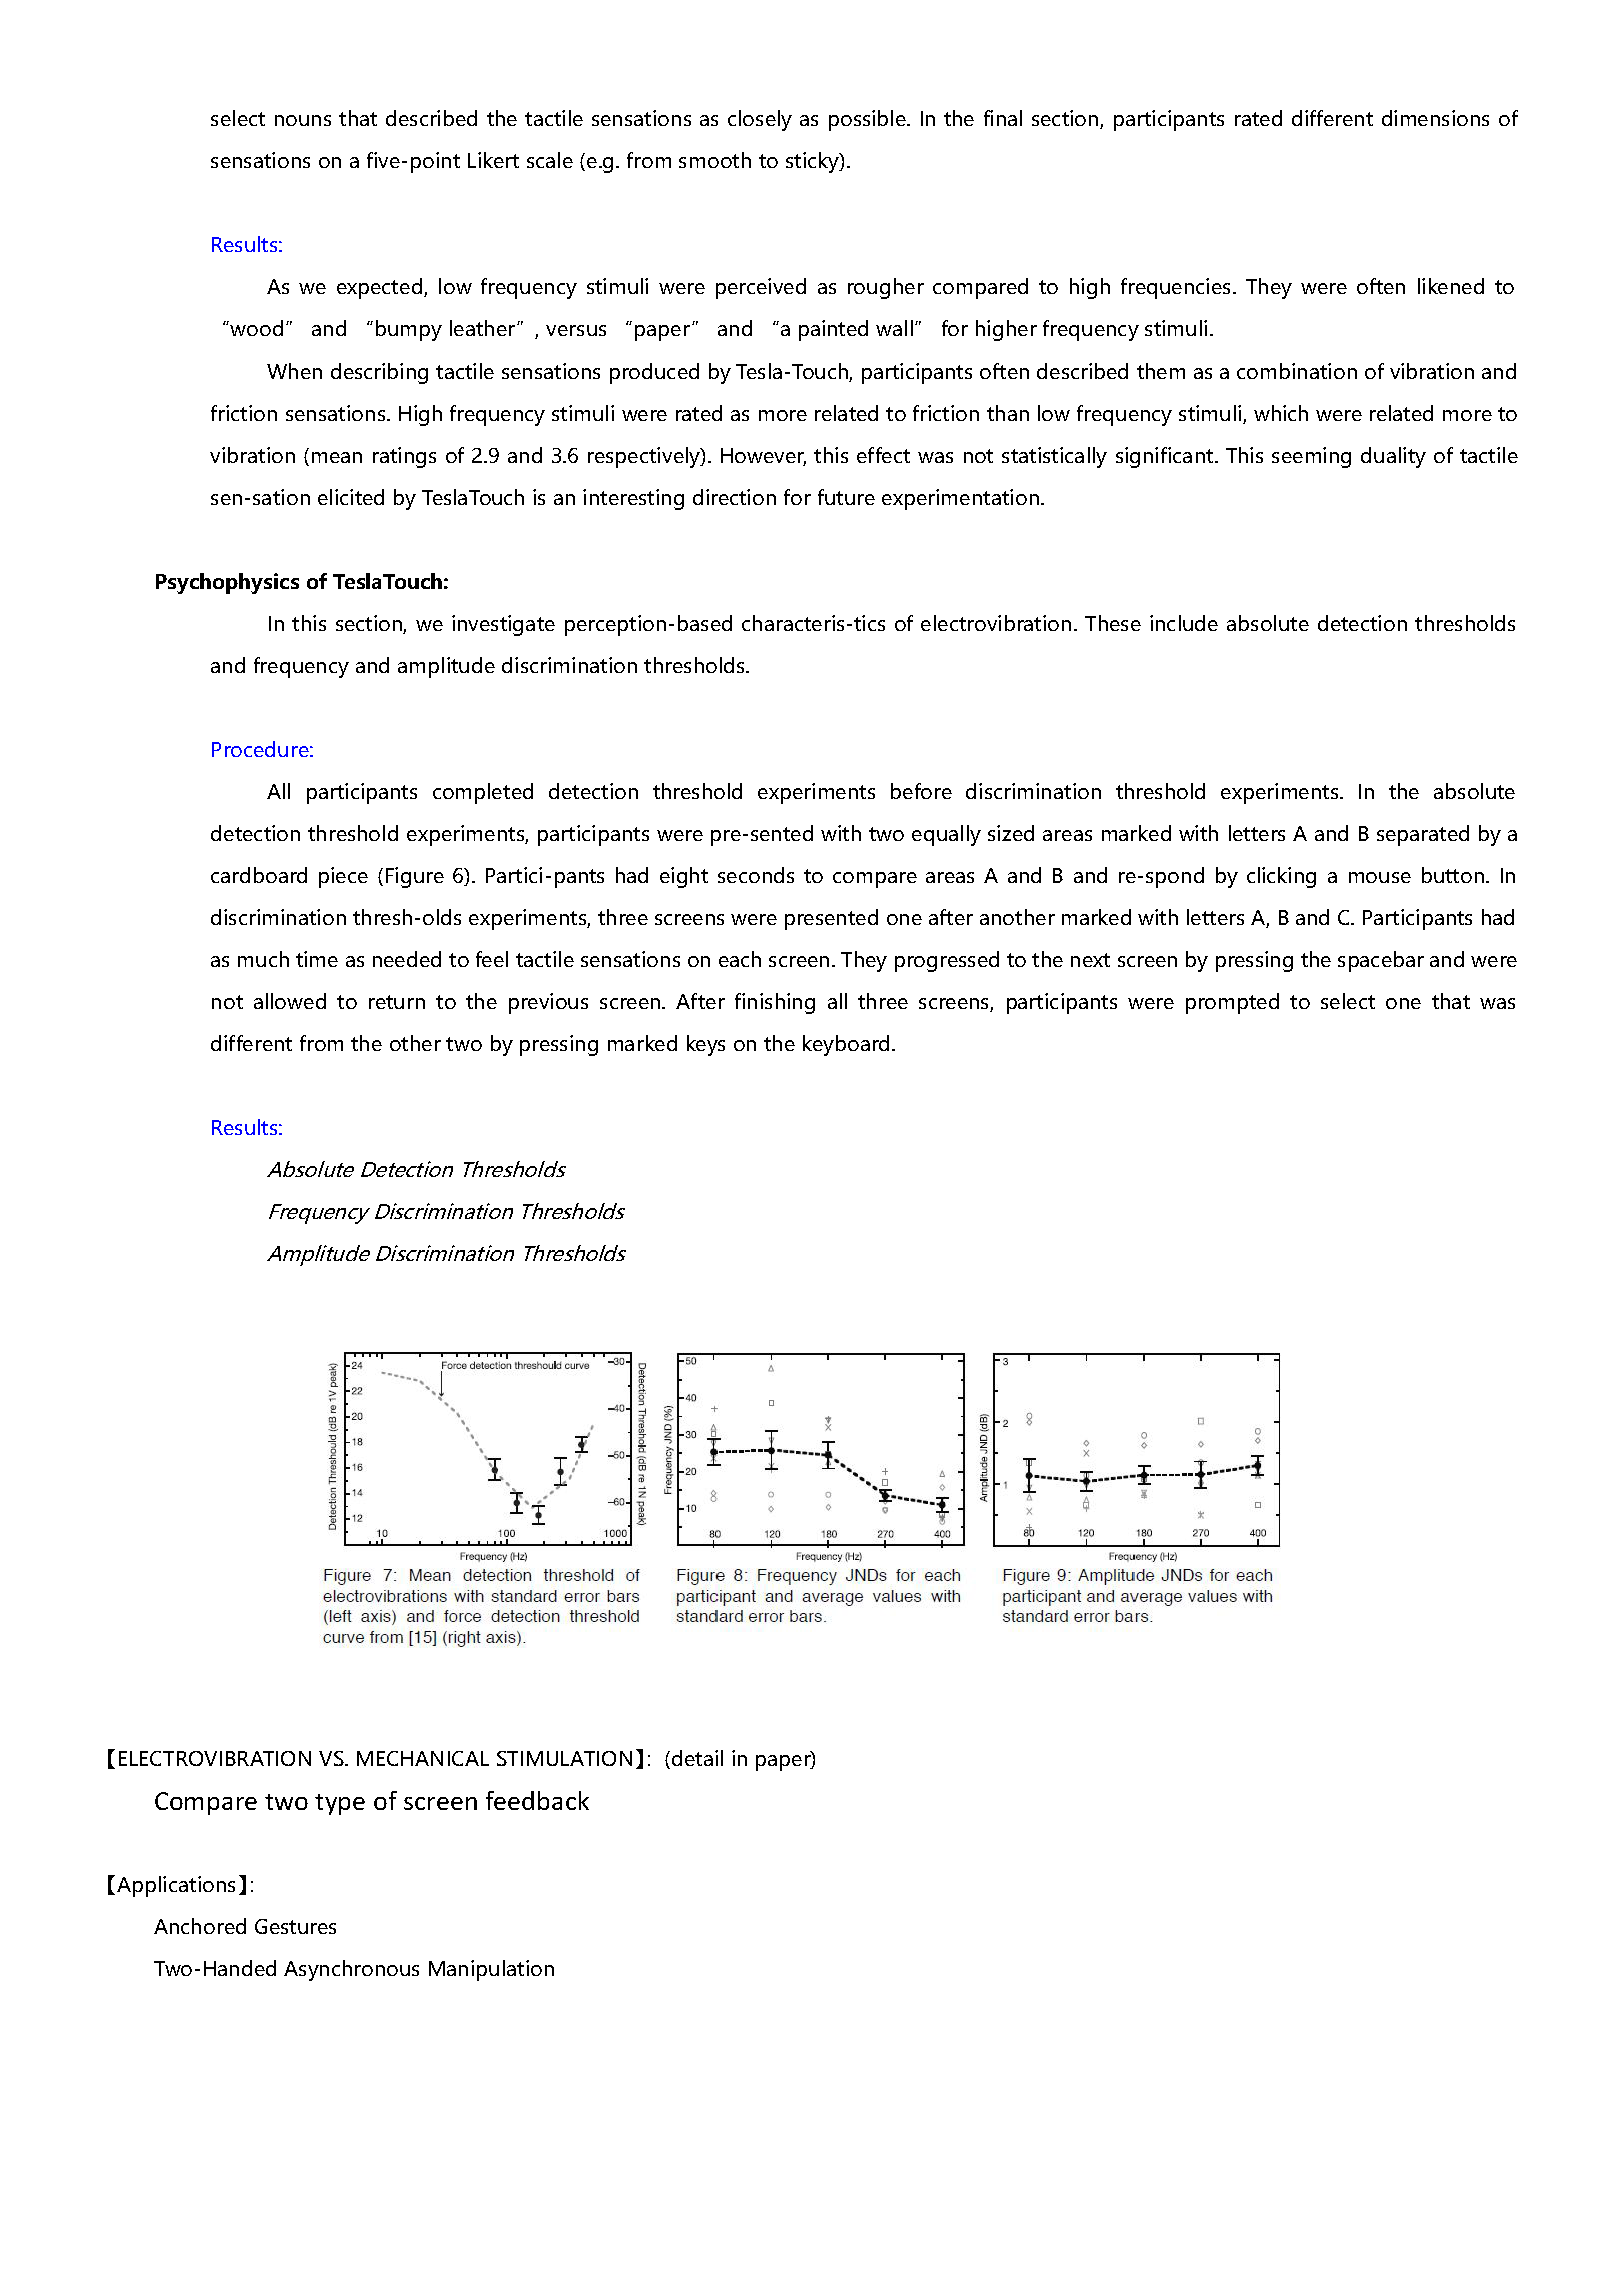 select nouns that described the tactile sensations as closely as possible. In the final section, participants rated different dimensions of
sensations on a five-point Likert scale (e.g. from smooth to sticky).
Results:
As we expected, low frequency stimuli were perceived as rougher compared to high frequencies. They were often likened to
“wood” and “bumpy leather”, versus “paper” and “a painted wall” for higher frequency stimuli.
When describing tactile sensations produced by Tesla-Touch, participants often described them as a combination of vibration and
friction sensations. High frequency stimuli were rated as more related to friction than low frequency stimuli, which were related more to
vibration (mean ratings of 2.9 and 3.6 respectively). However, this effect was not statistically significant. This seeming duality of tactile
sen-sation elicited by TeslaTouch is an interesting direction for future experimentation.
Psychophysics of TeslaTouch:
In this section, we investigate perception-based characteris-tics of electrovibration. These include absolute detection thresholds
and frequency and amplitude discrimination thresholds.
Procedure:
All participants completed detection threshold experiments before discrimination threshold experiments. In the absolute
detection threshold experiments, participants were pre-sented with two equally sized areas marked with letters A and B separated by a
cardboard piece (Figure 6). Partici-pants had eight seconds to compare areas A and B and re-spond by clicking a mouse button. In
discrimination thresh-olds experiments, three screens were presented one after another marked with letters A, B and C. Participants had
as much time as needed to feel tactile sensations on each screen. They progressed to the next screen by pressing the spacebar and were
not allowed to return to the previous screen. After finishing all three screens, participants were prompted to select one that was
different from the other two by pressing marked keys on the keyboard.
Results:
Absolute Detection Thresholds
Frequency Discrimination Thresholds
Amplitude Discrimination Thresholds
Detection Threshould (dB re 1V peak)
24
22
20
18
16
14
12
Force detection threshould curve
-30
-40
-50
-60
Detection Threshold (dB re 1N peak)
10 100 1000
Frequency (Hz)
Figure 7: Mean detection threshold of
electrovibrations with standard error bars
(left axis) and force detection threshold
curve from [15] (right axis).
Frequency JND (%)
50
40
30
20
10
80 120 180 270 400
Frequency (Hz)
Figure 8: Frequency JNDs for each
participant and average values with
standard error bars.
Amplitude JND (dB)
3
2
1
80 120 180 270 400
Frequency (Hz)
Figure 9: Amplitude JNDs for each
participant and average values with
standard error bars.
【ELECTROVIBRATION VS. MECHANICAL STIMULATION】: (detail in paper)
Compare two type of screen feedback
【Applications】:
Anchored Gestures
Two-Handed Asynchronous Manipulation